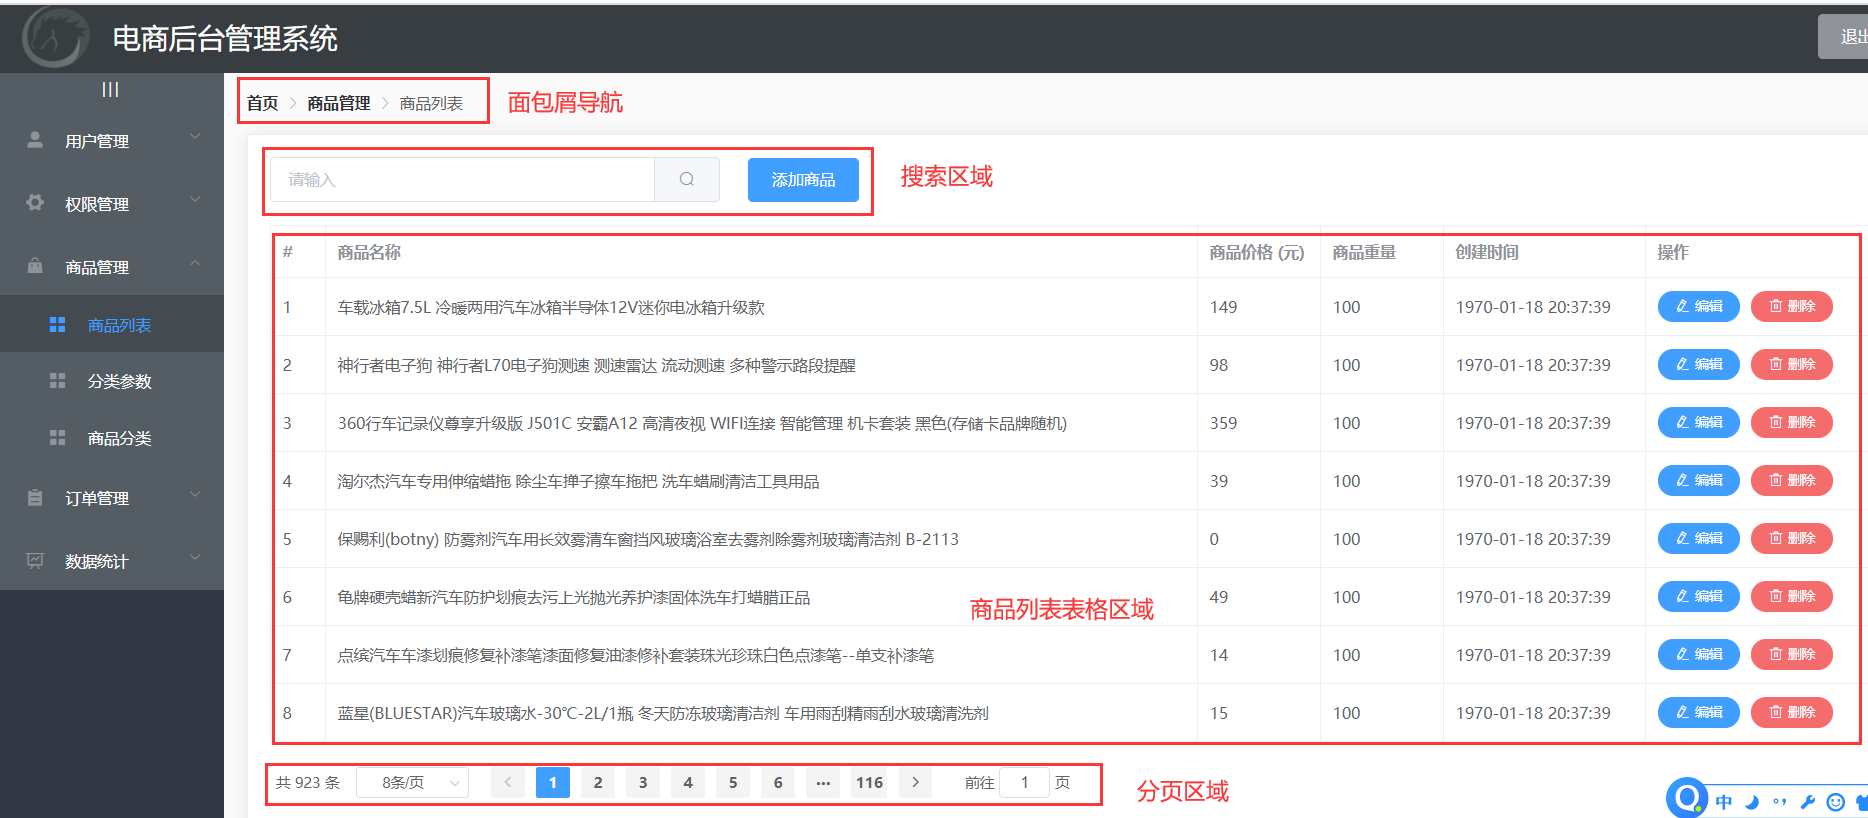 电商后台管理系统
退出
|||
用户管理
权限管理
商品管理
商品列表
分类参数
商品分类
订单管理
数据统计
首页 > 商品管理 > 商品列表
面包屑导航
请输入
添加商品
搜索区域
# 商品名称 商品价格 (元) 商品重量 创建时间 操作
1 车载冰箱7.5L 冷暖两用汽车冰箱半导体12V迷你电冰箱升级款 149 100 1970-01-18 20:37:39 编辑 删除
2 神行者电子狗 神行者L70电子狗测速 测速雷达 流动测速 多种警示路段提醒 98 100 1970-01-18 20:37:39 编辑 删除
3 360行车记录仪尊享升级版 J501C 安霸A12 高清夜视 WIFI连接 智能管理 机卡套装 黑色(存储卡品牌随机) 359 100 1970-01-18 20:37:39 编辑 删除
4 淘尔杰汽车专用伸缩蜡拖 除尘车掸子擦车拖把 洗车蜡刷清洁工具用品 39 100 1970-01-18 20:37:39 编辑 删除
5 保赐利(botny) 防雾剂汽车用长效雾清车窗挡风玻璃浴室去雾剂除雾剂玻璃清洁剂 B-2113 0 100 1970-01-18 20:37:39 编辑 删除
6 龟牌硬壳蜡新汽车防护划痕去污上光抛光养护漆固体洗车打蜡腊正品 49 100 1970-01-18 20:37:39 编辑 删除
商品列表表格区域
7 点缤汽车车漆划痕修复补漆笔漆面修复油漆修补套装珠光珍珠白色点漆笔--单支补漆笔 14 100 1970-01-18 20:37:39 编辑 删除
8 蓝星(BLUESTAR)汽车玻璃水-30℃-2L/1瓶 冬天防冻玻璃清洁剂 车用雨刮精雨刮水玻璃清洗剂 15 100 1970-01-18 20:37:39 编辑 删除
共 923 条 8条/页 < 1 2 3 4 5 6 ··· 116 > 前往 1 页
分页区域
中